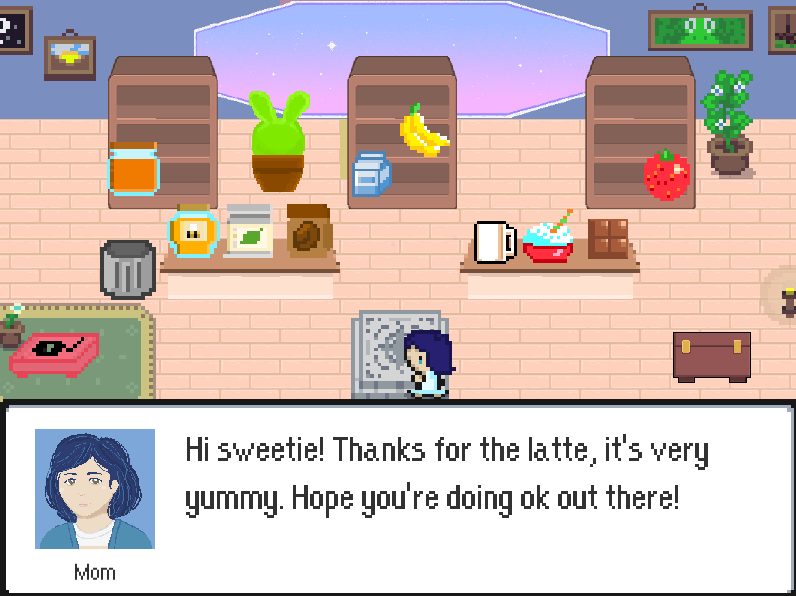 Hi sweetie! Thanks for the latte, it's very
yummy. Hope you're doing ok out there!
Mom